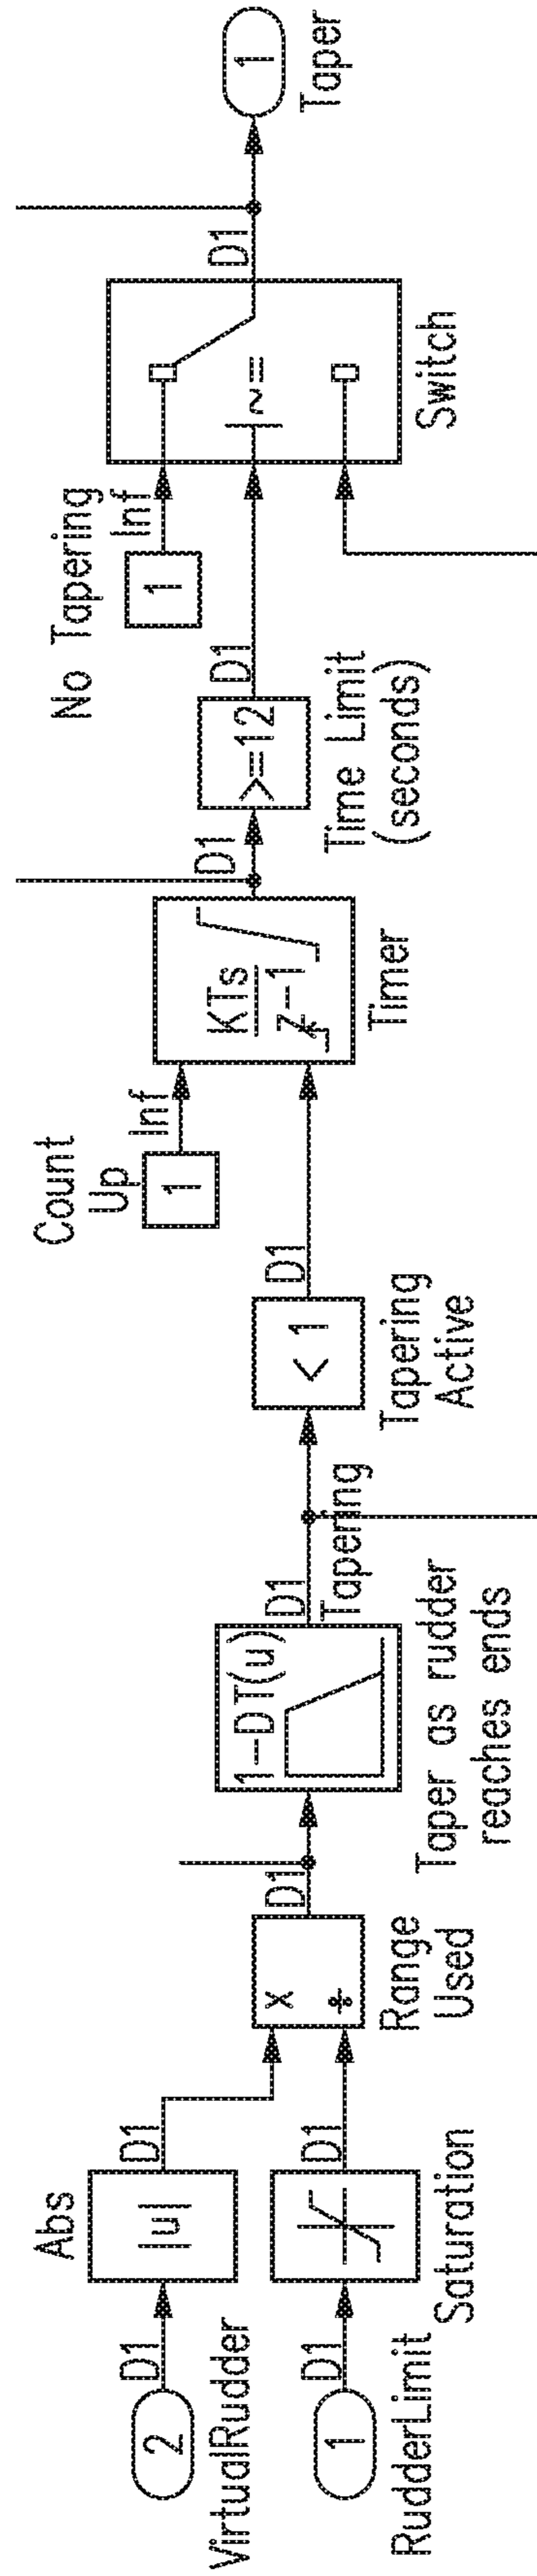 2
VirtualRudder
D1
Abs
|u|
D1
1
RudderLimit
D1
Saturation
D1
x
÷
Range
Used
D1
1-DT(u)
Taper as rudder
reaches ends
D1
Tapering
< 1
Tapering
Active
D1
Count
Up
1
Inf
KTs
z-1
Timer
D1
>=12
Time Limit
(seconds)
D1
No Tapering
1
Inf
~=
Switch
D1
1
Taper